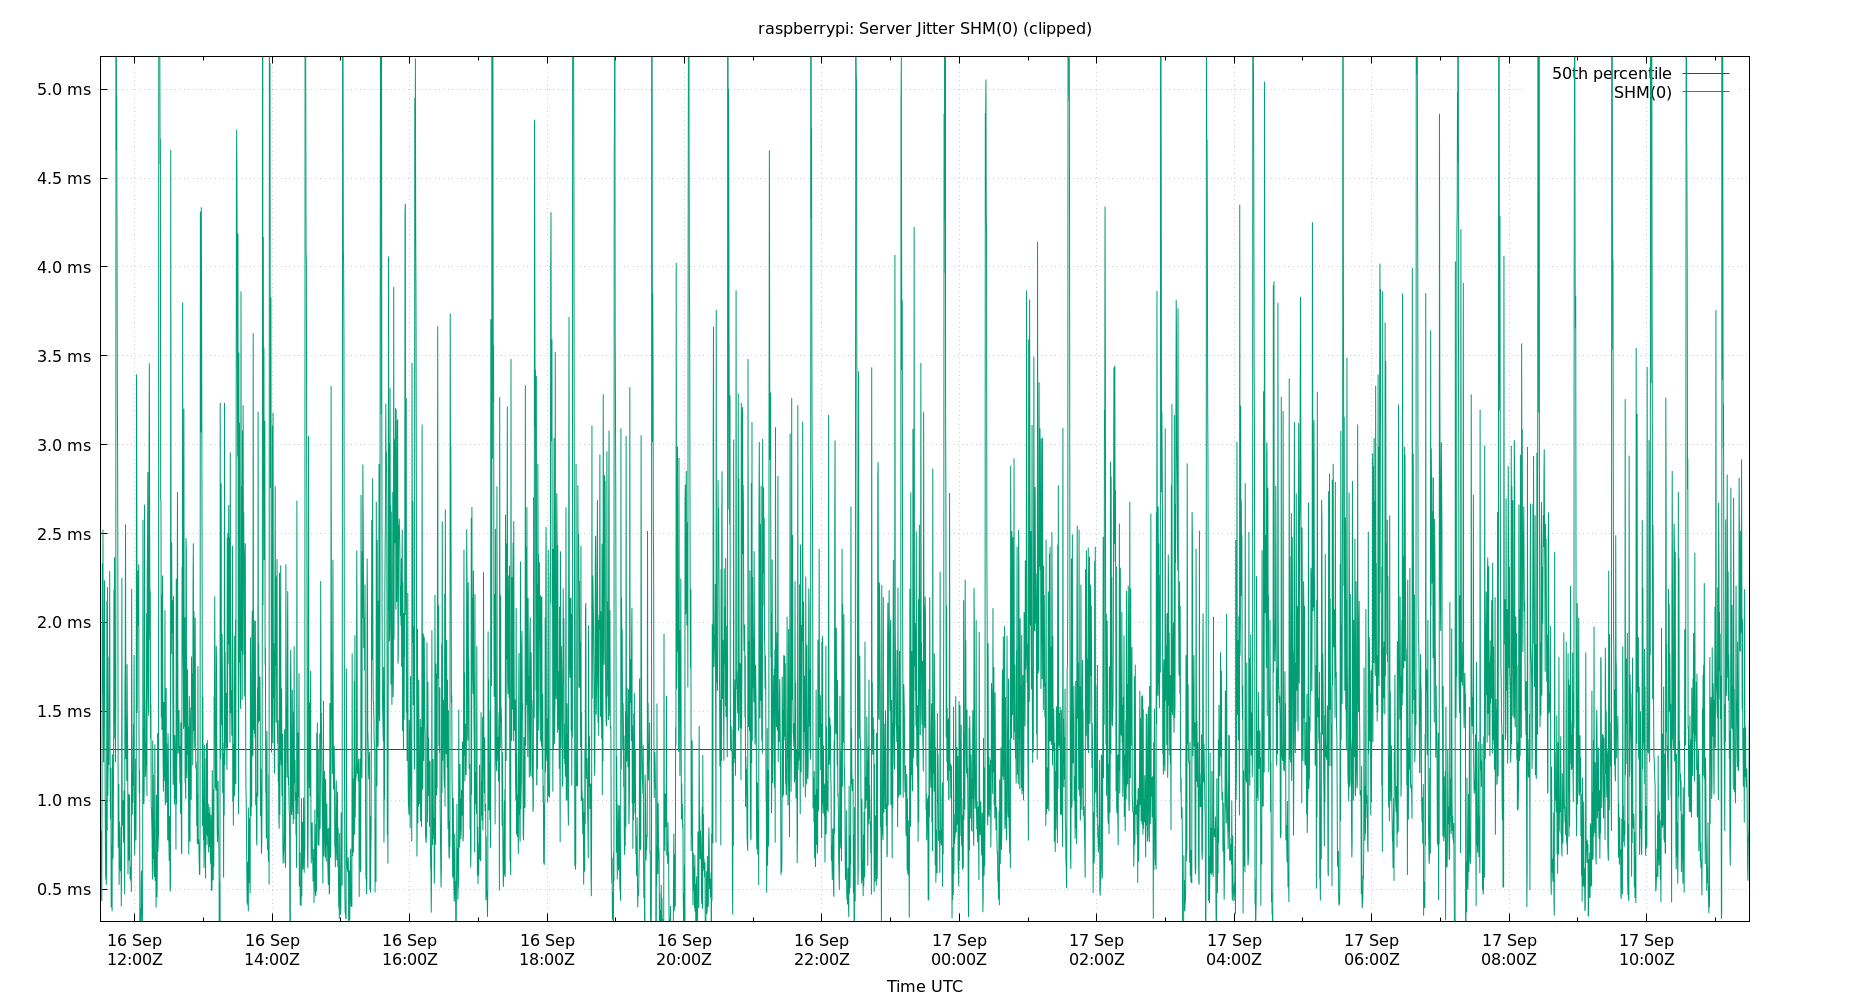 raspberrypi: Server Jitter SHM(0) (clipped)
50th percentile
SHM(0)
5.0 ms
4.5 ms
4.0 ms
3.5 ms
3.0 ms
2.5 ms
2.0 ms
1.5 ms
1.0 ms
0.5 ms
16 Sep 16 Sep 16 Sep 16 Sep 16 Sep 16 Sep 17 Sep 17 Sep 17 Sep 17 Sep 17 Sep 17 Sep
12:00Z 14:00Z 16:00Z 18:00Z 20:00Z 22:00Z 00:00Z 02:00Z 04:00Z 06:00Z 08:00Z 10:00Z
Time UTC